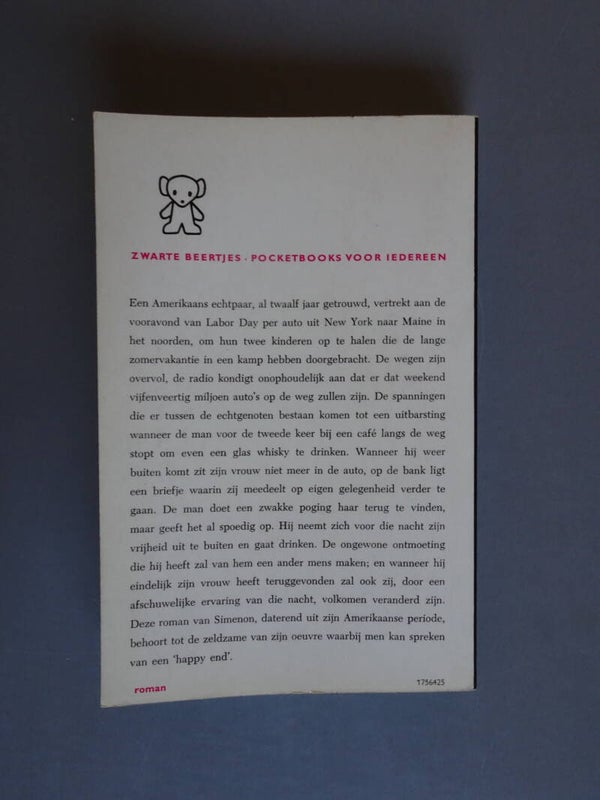 ZWARTE BEERTJES · POCKETBOOKS VOOR IEDEREEN
Een Amerikaans echtpaar, al twaalf jaar getrouwd, vertrekt aan de
vooravond van Labor Day per auto uit New York naar Maine in
het noorden, om hun twee kinderen op te halen die de lange
zomervakantie in een kamp hebben doorgebracht. De wegen zijn
overvol, de radio kondigt onophoudelijk aan dat er dat weekend
vijfenveertig miljoen auto's op de weg zullen zijn. De spanningen
die er tussen de echtgenoten bestaan komen tot een uitbarsting
wanneer de man voor de tweede keer bij een café langs de weg
stopt om even een glas whisky te drinken. Wanneer hij weer
buiten komt zit zijn vrouw niet meer in de auto, op de bank ligt
een briefje waarin zij meedeelt op eigen gelegenheid verder te
gaan. De man doet een zwakke poging haar terug te vinden,
maar geeft het al spoedig op. Hij neemt zich voor die nacht zijn
vrijheid uit te buiten en gaat drinken. De ongewone ontmoeting
die hij heeft zal van hem een ander mens maken; en wanneer hij
eindelijk zijn vrouw heeft teruggevonden zal ook zij, door een
afschuwelijke ervaring van die nacht, volkomen veranderd zijn.
Deze roman van Simenon, daterend uit zijn Amerikaanse periode,
behoort tot de zeldzame van zijn oeuvre waarbij men kan spreken
van een 'happy end'.
roman
1756425